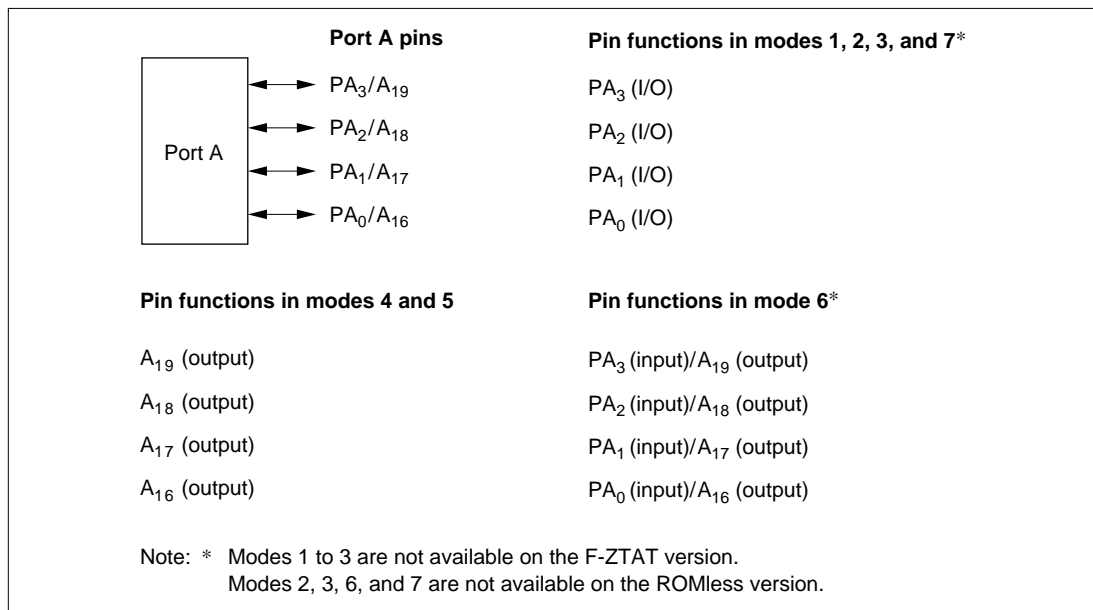 Port A pins
Pin functions in modes 1, 2, 3, and 7*
Port A
PA3/A19
PA3 (I/O)
PA2/A18
PA2 (I/O)
PA1/A17
PA1 (I/O)
PA0/A16
PA0 (I/O)
Pin functions in modes 4 and 5
A19 (output)
A18 (output)
A17 (output)
A16 (output)
Pin functions in mode 6*
PA3 (input)/A19 (output)
PA2 (input)/A18 (output)
PA1 (input)/A17 (output)
PA0 (input)/A16 (output)
Note: * Modes 1 to 3 are not available on the F-ZTAT version.
Modes 2, 3, 6, and 7 are not available on the ROMless version.